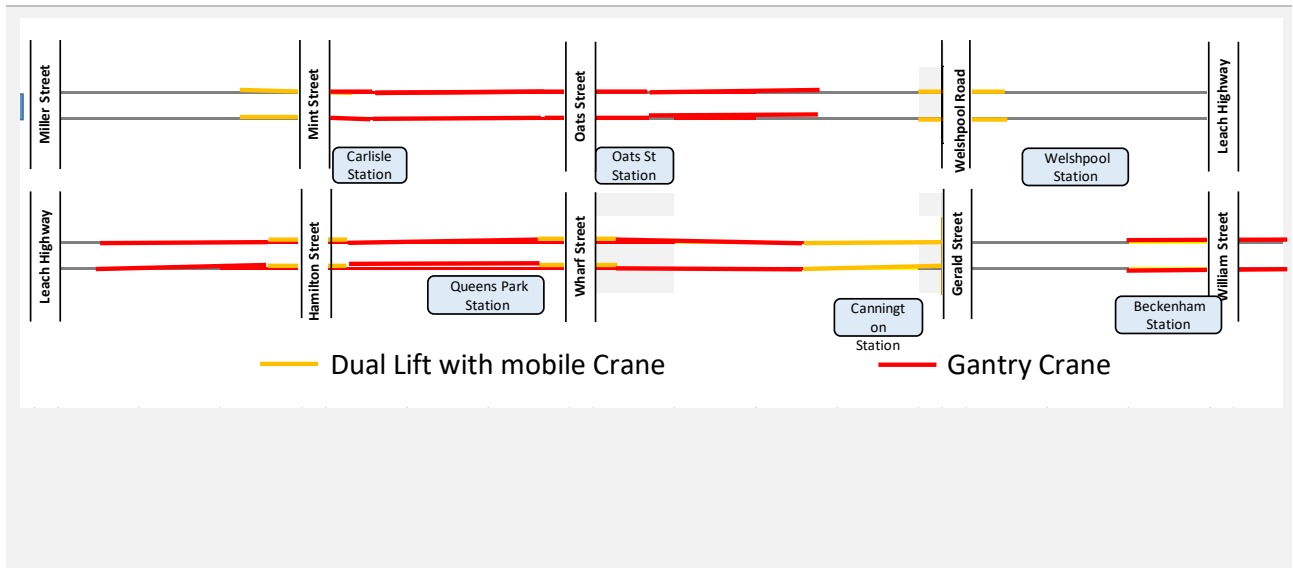 Miller Street
Mint Street
Oats Street
Welshpool Road
Leach Highway
Carlisle
Station
Oats St
Station
Welshpool
Station
Leach Highway
Hamilton Street
Wharf Street
Gerald Street
William Street
Queens Park
Station
Canningt
on
Station
Beckenham
Station
Dual Lift with mobile Crane
Gantry Crane